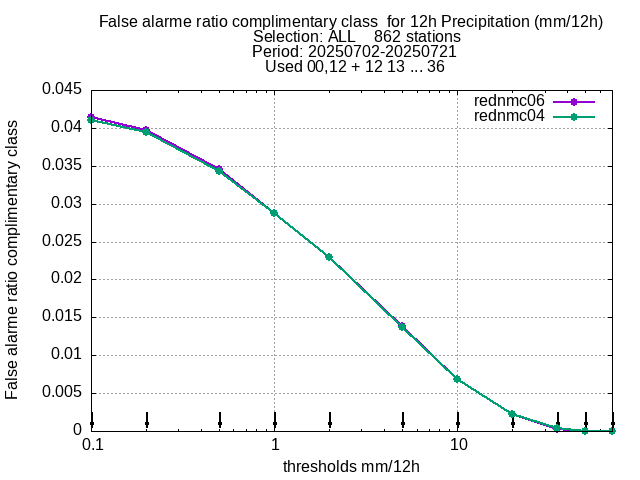 False alarme ratio complimentary class  for 12h Precipitation (mm/12h)
Selection: ALL    862 stations
Period: 20250702-20250721
Used 00,12 + 12 13 ... 36
rednmc06
rednmc04
0.045
0.04
0.035
0.03
0.025
0.02
0.015
0.01
0.005
0
False alarme ratio complimentary class
0.1 1 10
thresholds mm/12h